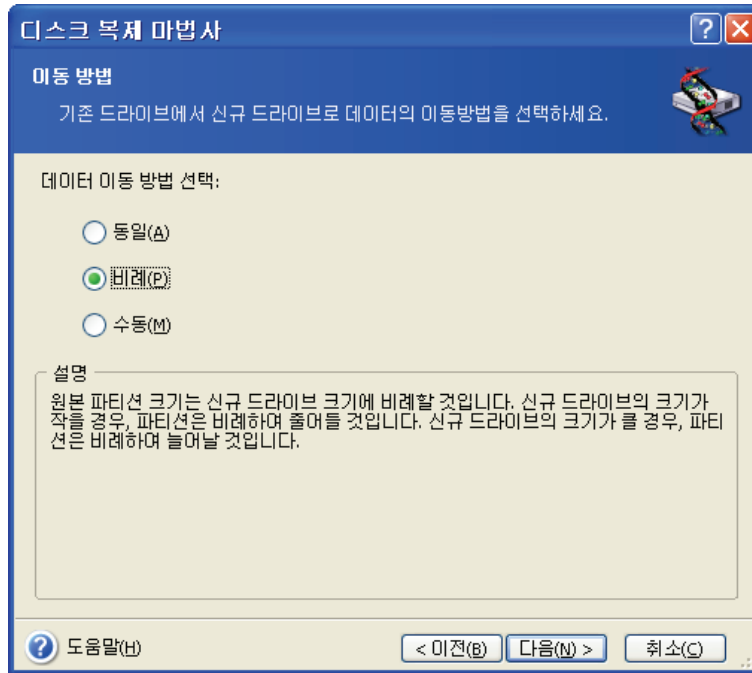 디스크 복제 마법사
이동 방법
기존 드라이브에서 신규 드라이브로 데이터의 이동방법을 선택하세요.
데이터 이동 방법 선택:
동일(A)
비례(P)
수동(M)
설명
원본 파티션 크기는 신규 드라이브 크기에 비례할 것입니다. 신규 드라이브의 크기가
작을 경우, 파티션은 비례하여 줄어들 것입니다. 신규 드라이브의 크기가 클 경우, 파티
션은 비례하여 늘어날 것입니다.
도움말(H)
< 이전(B)
다음(N) >
취소(C)